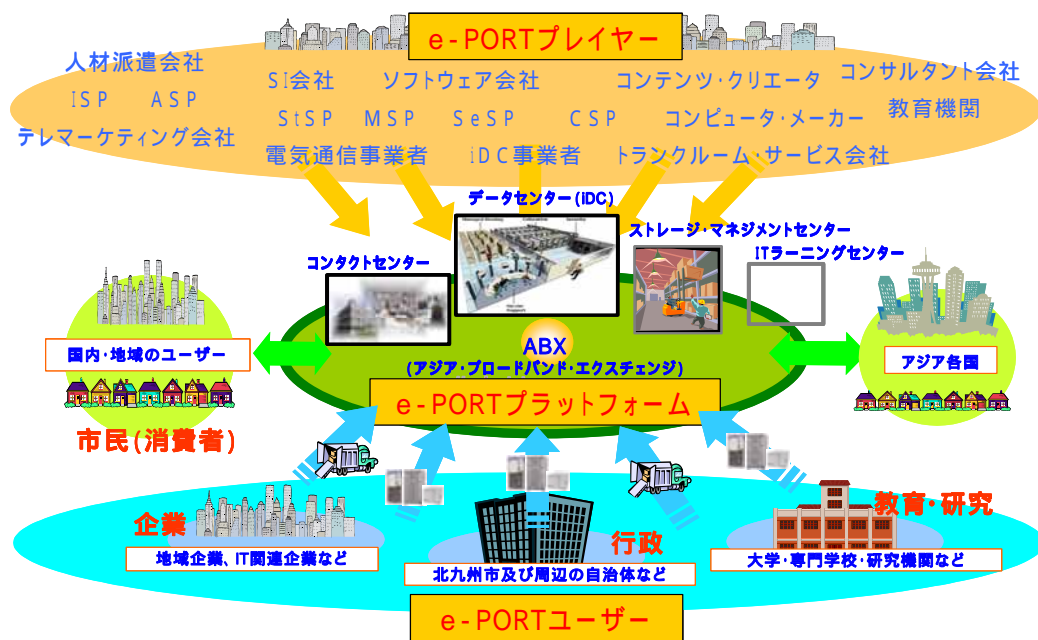 e-PORTプレイヤー
人材派遣会社
SI会社
ソフトウェア会社
コンテンツ・クリエータ
コンサルタント会社
ISP
ASP
教育機関
StSP
MSP
SeSP
CSP
コンピュータ・メーカー
テレマーケティング会社
電気通信事業者
iDC事業者
トランクルーム・サービス会社
データセンター(iDC)
ストレージ・マネジメントセンター
ITラーニングセンター
コンタクトセンター
国内・地域のユーザー
アジア各国
ABX
(アジア・ブロードバンド・エクスチェンジ)
e-PORTプラットフォーム
市民(消費者)
企業
教育・研究
行政
地域企業、IT関連企業など
北九州市及び周辺の自治体など
大学・専門学校・研究機関など
e-PORTユーザー